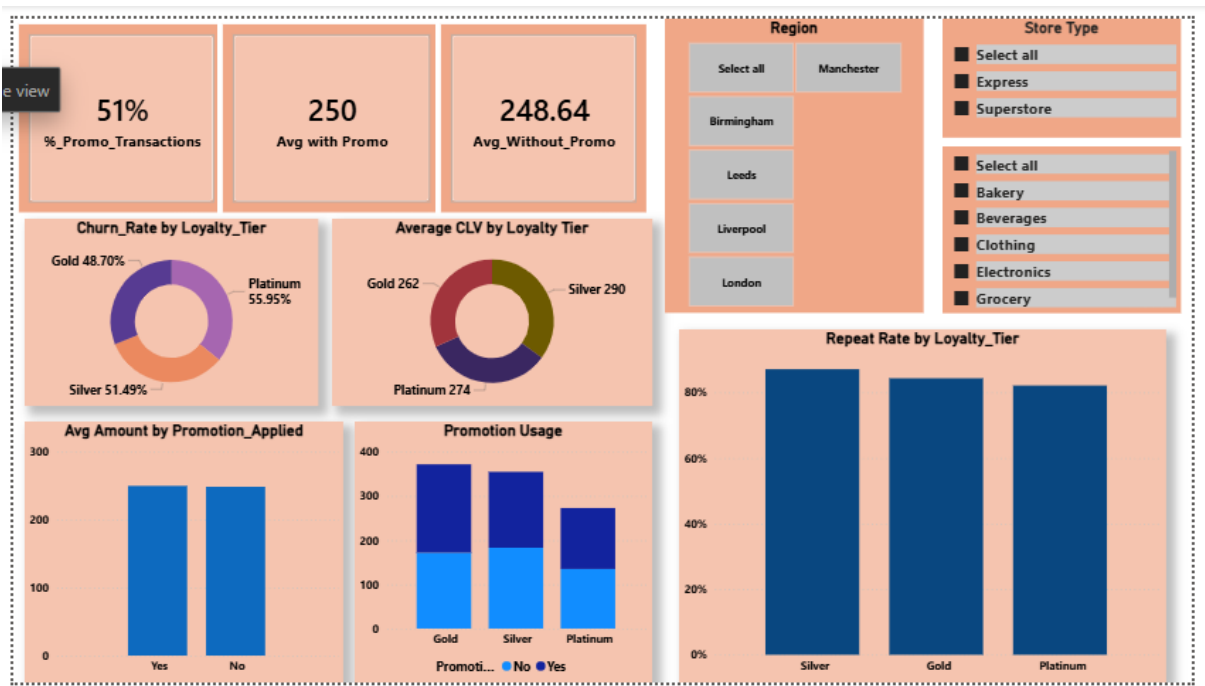 e view
51%
%_Promo_Transactions
250
Avg with Promo
248.64
Avg_Without_Promo
Region
Select all
Manchester
Birmingham
Leeds
Liverpool
London
Store Type
Select all
Express
Superstore
Select all
Bakery
Beverages
Clothing
Electronics
Grocery
Churn_Rate by Loyalty_Tier
Gold 48.70%
Platinum
55.95%
Silver 51.49%
Average CLV by Loyalty Tier
Gold 262
Silver 290
Platinum 274
Repeat Rate by Loyalty_Tier
80%
60%
40%
20%
0%
Silver Gold Platinum
Avg Amount by Promotion_Applied
300
200
100
0
Yes No
Promotion Usage
400
300
200
100
0
Gold Silver Platinum
Promoti... No Yes